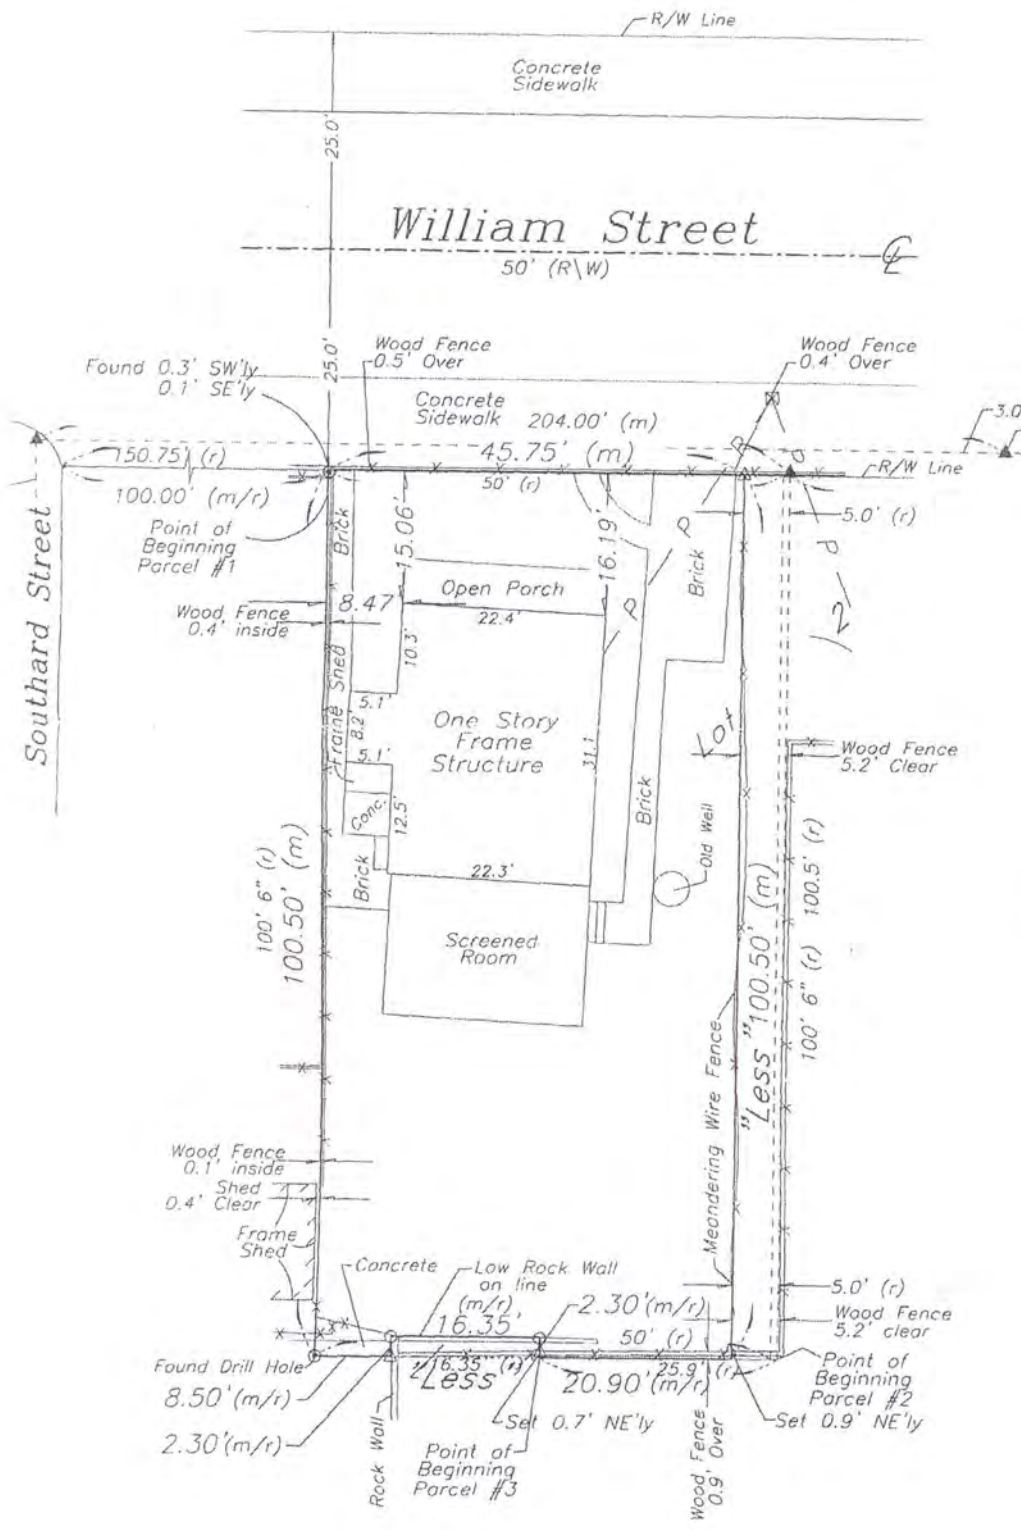 R/W Line
Concrete
Sidewalk
25.0'
William Street
50' (R\W)
25.0'
Wood Fence
0.5' Over
Wood Fence
0.4' Over
Found 0.3' SW'ly
0.1' SE'ly
Concrete
Sidewalk
204.00' (m)
3.0
150.75' (r)
45.75' (m)
R/W Line
100.00' (m/r)
50' (r)
5.0' (r)
Point of
Beginning
Parcel #1
Southard Street
Brick
15.06'
16.19'
P
P
P
P
P
Brick
Open Porch
22.4'
Wood Fence
0.4' inside
8.47
10.3'
Frame Shed
5.1'
8.2'
5.1'
One Story
Frame
Structure
31.1
Lot
12
Wood Fence
5.2' Clear
Conc.
12.5'
Brick
Old Well
Brick
22.3'
100' 6" (r)
100.50' (m)
Screened
Room
"Less"
100.50' (m)
100' 6" (r)
100.5' (r)
Meandering Wire Fence
Wood Fence
0.1' inside
Shed
0.4' Clear
Frame
Shed
Concrete
Low Rock Wall
on line
(m/r)
16.35'
2.30'(m/r)
5.0' (r)
50' (r)
Wood Fence
5.2' clear
Found Drill Hole
16.35' (r)
"Less"
25.9' (r)
8.50'(m/r)
20.90'(m/r)
Point of
Beginning
Parcel #2
2.30'(m/r)
Set 0.7' NE'ly
Set 0.9' NE'ly
Rock Wall
Point of
Beginning
Parcel #3
Wood Fence
0.9' Over